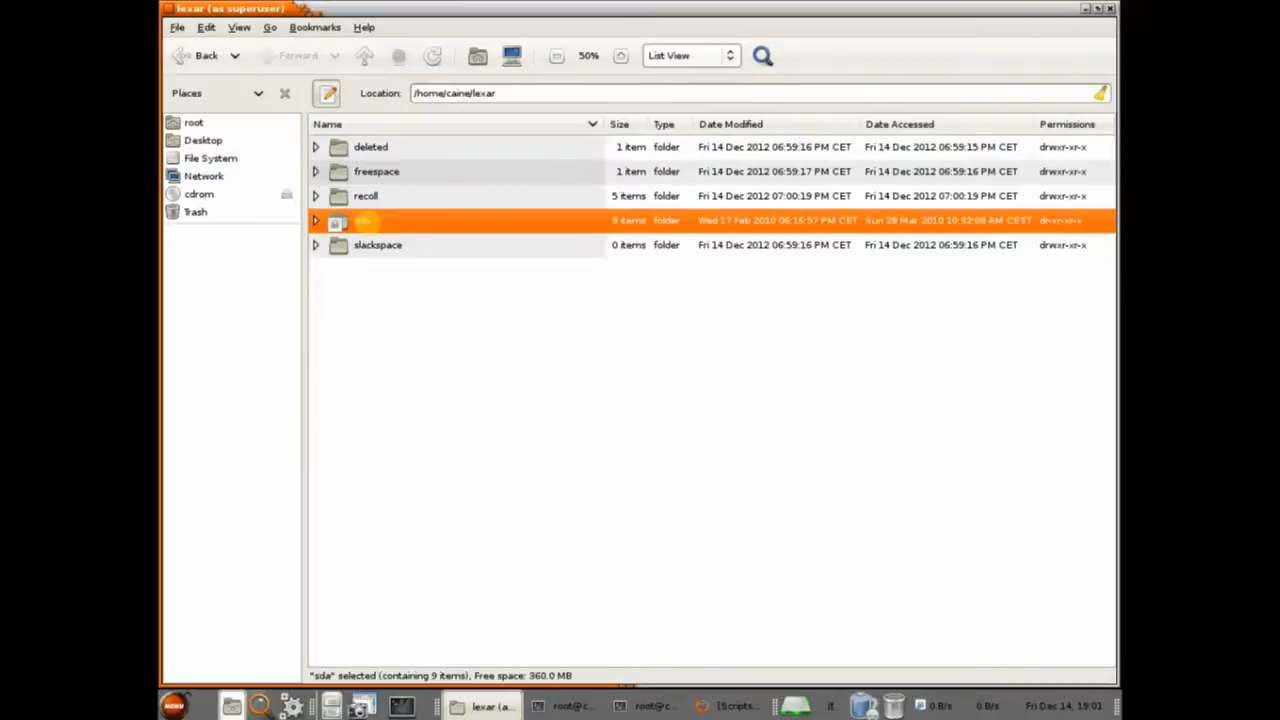 lexar (as superuser)
File Edit View Go Bookmarks Help
Back Forward 50% List View
Places Location: /home/caine/lexar
Name Size Type Date Modified Date Accessed Permissions
root
Desktop
File System
Network
cdrom
Trash
deleted 1 item folder Fri 14 Dec 2012 06:59:16 PM CET Fri 14 Dec 2012 06:59:15 PM CET drwxr-xr-x
freespace 1 item folder Fri 14 Dec 2012 06:59:17 PM CET Fri 14 Dec 2012 06:59:16 PM CET drwxr-xr-x
recoll 5 items folder Fri 14 Dec 2012 07:00:19 PM CET Fri 14 Dec 2012 07:00:19 PM CET drwxr-xr-x
9 items folder Wed 17 Feb 2010 06:16:57 PM CET Sun 28 Mar 2010 10:92:08 AM CEST dr-xr-xr-x
slackspace 0 items folder Fri 14 Dec 2012 06:59:16 PM CET Fri 14 Dec 2012 06:59:16 PM CET drwxr-xr-x
"sda" selected (containing 9 items), Free space: 360.0 MB
MENU lexar (a... root@c... root@c... [Scripts... it 0 B/s 0 B/s Fri Dec 14, 19:01